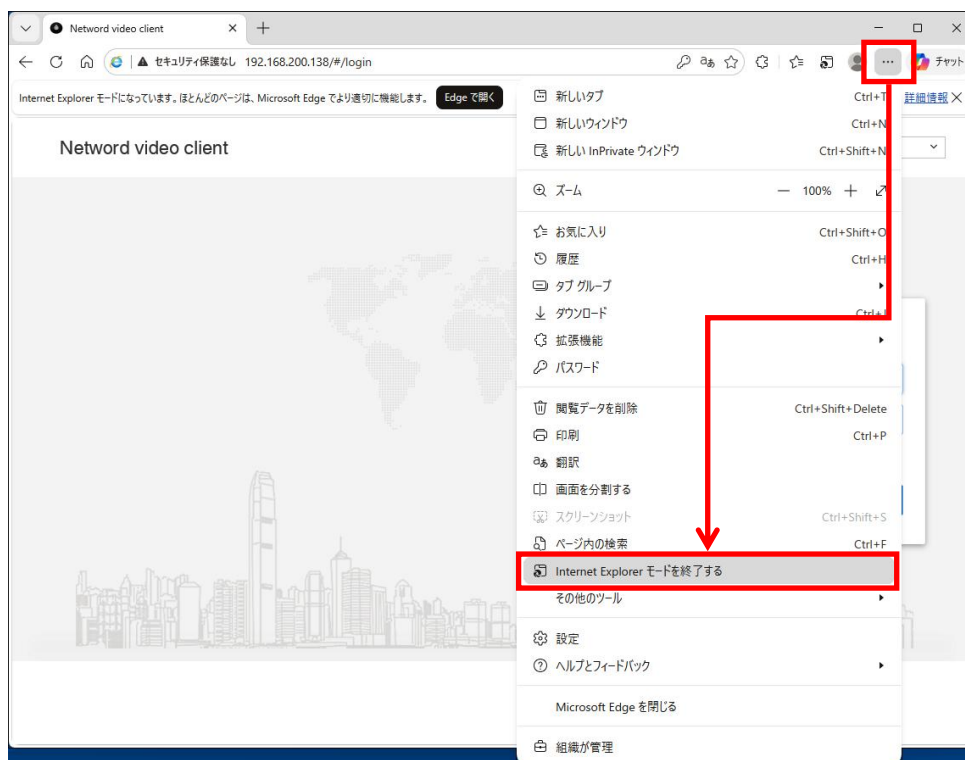 Netword video client
セキュリティ保護なし 192.168.200.138/#/login
チャット
Internet Explorer モードになっています。ほとんどのページは、Microsoft Edge でより適切に機能します。 Edge で開く 詳細情報
Netword video client
新しいタブ Ctrl+T
新しいウィンドウ Ctrl+N
新しい InPrivate ウィンドウ Ctrl+Shift+N
ズーム 100%
お気に入り Ctrl+Shift+O
履歴 Ctrl+H
タブ グループ
ダウンロード Ctrl+J
拡張機能
パスワード
閲覧データを削除 Ctrl+Shift+Delete
印刷 Ctrl+P
翻訳
画面を分割する
スクリーンショット Ctrl+Shift+S
ページ内の検索 Ctrl+F
Internet Explorer モードを終了する
その他のツール
設定
ヘルプとフィードバック
Microsoft Edge を閉じる
組織が管理